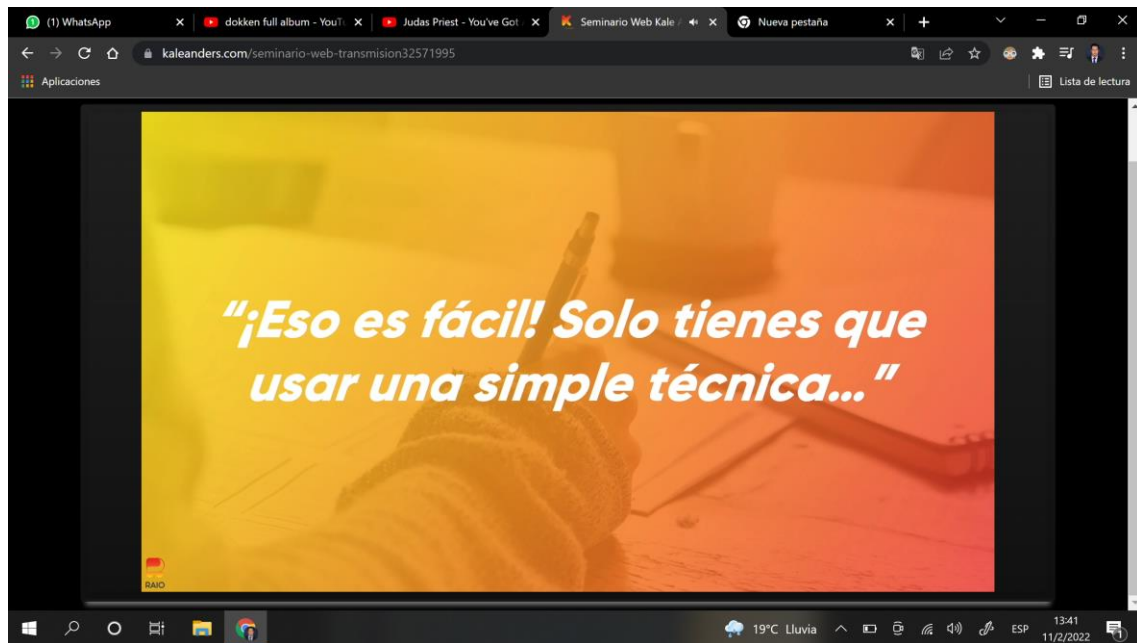 (1) WhatsApp
dokken full album - YouTu
Judas Priest - You've Got
Seminario Web Kale A
Nueva pestaña
kaleanders.com/seminario-web-transmision32571995
Aplicaciones
Lista de lectura
“¡Eso es fácil! Solo tienes que
usar una simple técnica...”
RAIO
19°C Lluvia
ESP
13:41
11/2/2022
1